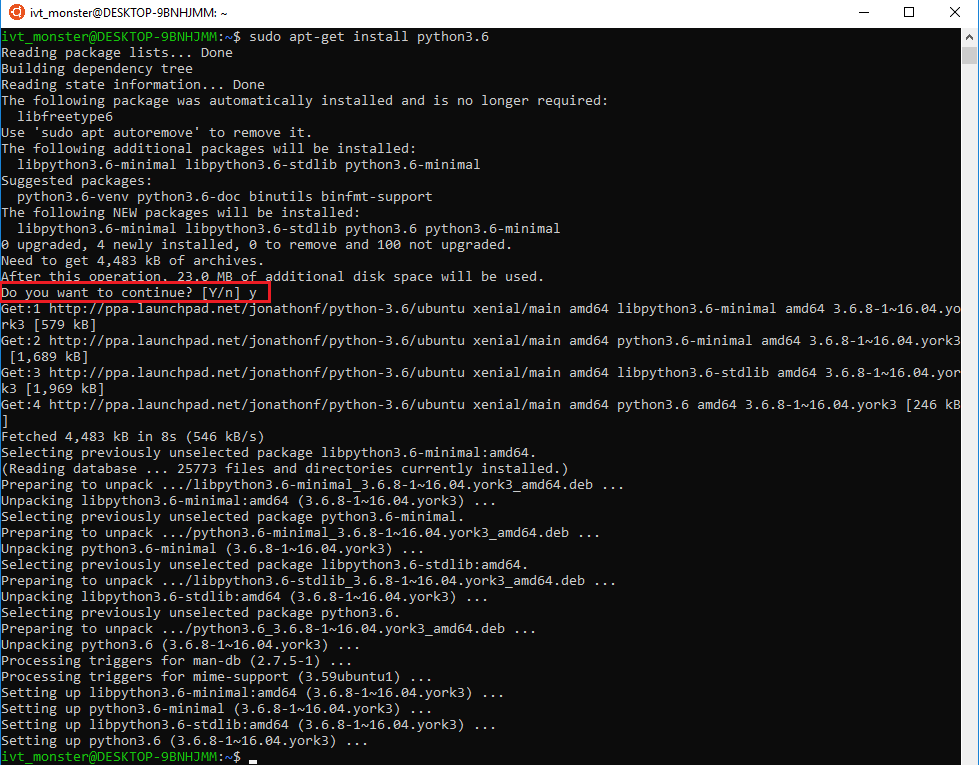 ivt_monster@DESKTOP-9BNHJMM: ~
ivt_monster@DESKTOP-9BNHJMM:~$ sudo apt-get install python3.6
Reading package lists... Done
Building dependency tree
Reading state information... Done
The following package was automatically installed and is no longer required:
  libfreetype6
Use 'sudo apt autoremove' to remove it.
The following additional packages will be installed:
  libpython3.6-minimal libpython3.6-stdlib python3.6-minimal
Suggested packages:
  python3.6-venv python3.6-doc binutils binfmt-support
The following NEW packages will be installed:
  libpython3.6-minimal libpython3.6-stdlib python3.6 python3.6-minimal
0 upgraded, 4 newly installed, 0 to remove and 100 not upgraded.
Need to get 4,483 kB of archives.
After this operation, 23.0 MB of additional disk space will be used.
Do you want to continue? [Y/n] y
Get:1 http://ppa.launchpad.net/jonathonf/python-3.6/ubuntu xenial/main amd64 libpython3.6-minimal amd64 3.6.8-1~16.04.yo
rk3 [579 kB]
Get:2 http://ppa.launchpad.net/jonathonf/python-3.6/ubuntu xenial/main amd64 python3.6-minimal amd64 3.6.8-1~16.04.york3
 [1,689 kB]
Get:3 http://ppa.launchpad.net/jonathonf/python-3.6/ubuntu xenial/main amd64 libpython3.6-stdlib amd64 3.6.8-1~16.04.yor
k3 [1,969 kB]
Get:4 http://ppa.launchpad.net/jonathonf/python-3.6/ubuntu xenial/main amd64 python3.6 amd64 3.6.8-1~16.04.york3 [246 kB
]
Fetched 4,483 kB in 8s (546 kB/s)
Selecting previously unselected package libpython3.6-minimal:amd64.
(Reading database ... 25773 files and directories currently installed.)
Preparing to unpack .../libpython3.6-minimal_3.6.8-1~16.04.york3_amd64.deb ...
Unpacking libpython3.6-minimal:amd64 (3.6.8-1~16.04.york3) ...
Selecting previously unselected package python3.6-minimal.
Preparing to unpack .../python3.6-minimal_3.6.8-1~16.04.york3_amd64.deb ...
Unpacking python3.6-minimal (3.6.8-1~16.04.york3) ...
Selecting previously unselected package libpython3.6-stdlib:amd64.
Preparing to unpack .../libpython3.6-stdlib_3.6.8-1~16.04.york3_amd64.deb ...
Unpacking libpython3.6-stdlib:amd64 (3.6.8-1~16.04.york3) ...
Selecting previously unselected package python3.6.
Preparing to unpack .../python3.6_3.6.8-1~16.04.york3_amd64.deb ...
Unpacking python3.6 (3.6.8-1~16.04.york3) ...
Processing triggers for man-db (2.7.5-1) ...
Processing triggers for mime-support (3.59ubuntu1) ...
Setting up libpython3.6-minimal:amd64 (3.6.8-1~16.04.york3) ...
Setting up python3.6-minimal (3.6.8-1~16.04.york3) ...
Setting up libpython3.6-stdlib:amd64 (3.6.8-1~16.04.york3) ...
Setting up python3.6 (3.6.8-1~16.04.york3) ...
ivt_monster@DESKTOP-9BNHJMM:~$